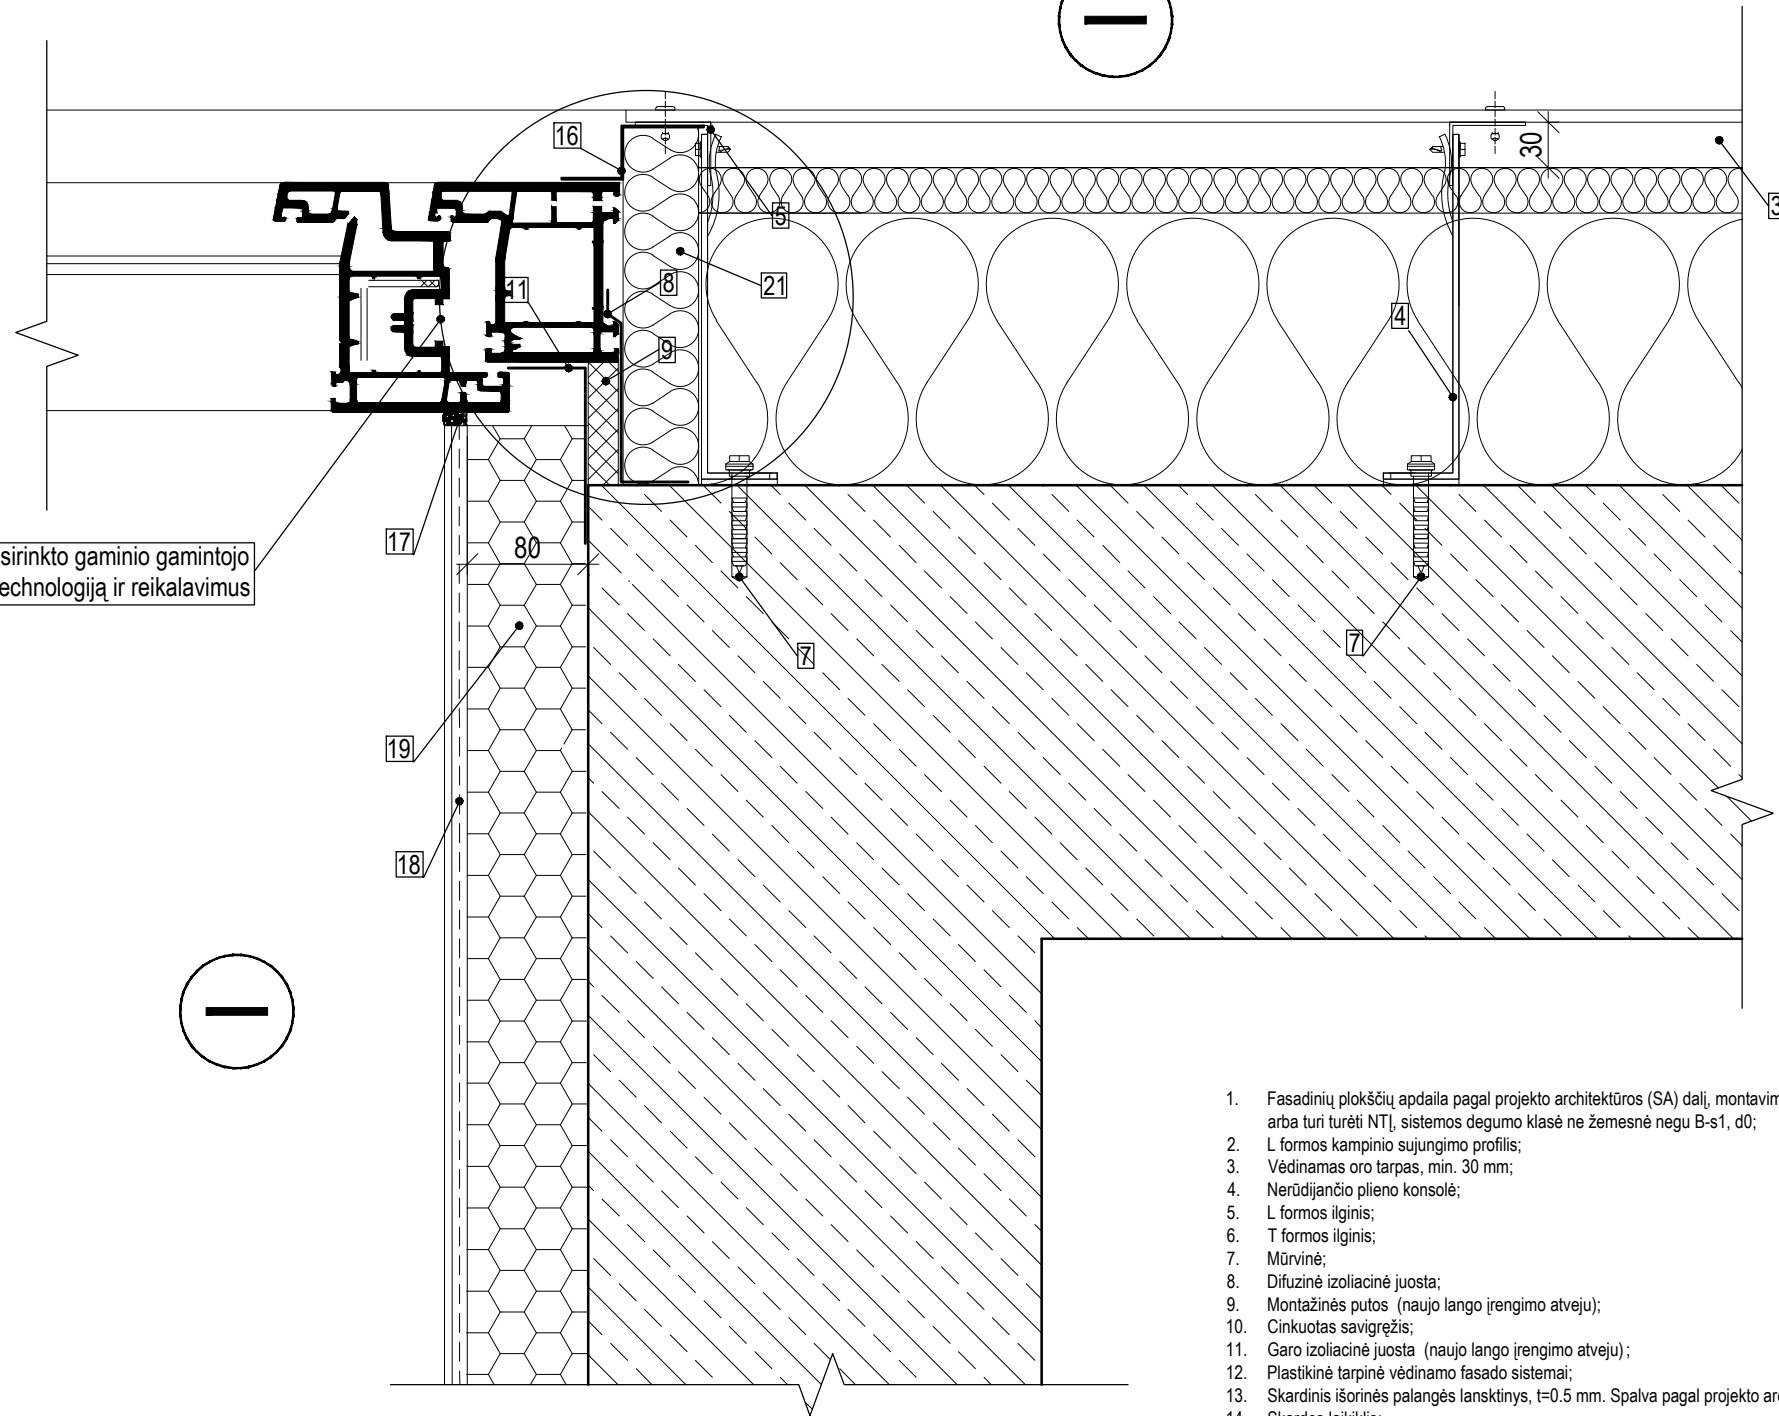 16
30
3
5
8
21
11
4
9
17
80
sirinkto gaminio gamintojo
echnologiją ir reikalavimus
7
7
19
18
1. Fasadinių plokščių apdaila pagal projekto architektūros (SA) dalį, montavim
arba turi turėti NTĮ, sistemos degumo klasė ne žemesnė negu B-s1, d0;
2. L formos kampinio sujungimo profilis;
3. Vėdinamas oro tarpas, min. 30 mm;
4. Nerūdijančio plieno konsolė;
5. L formos ilginis;
6. T formos ilginis;
7. Mūrvinė;
8. Difuzinė izoliacinė juosta;
9. Montažinės putos (naujo lango įrengimo atveju);
10. Cinkuotas savigręžis;
11. Garo izoliacinė juosta (naujo lango įrengimo atveju);
12. Plastikinė tarpinė vėdinamo fasado sistemai;
13. Skardinis išorinės palangės lansktinys, t=0.5 mm. Spalva pagal projekto ar
14. Skardos laikiklis;